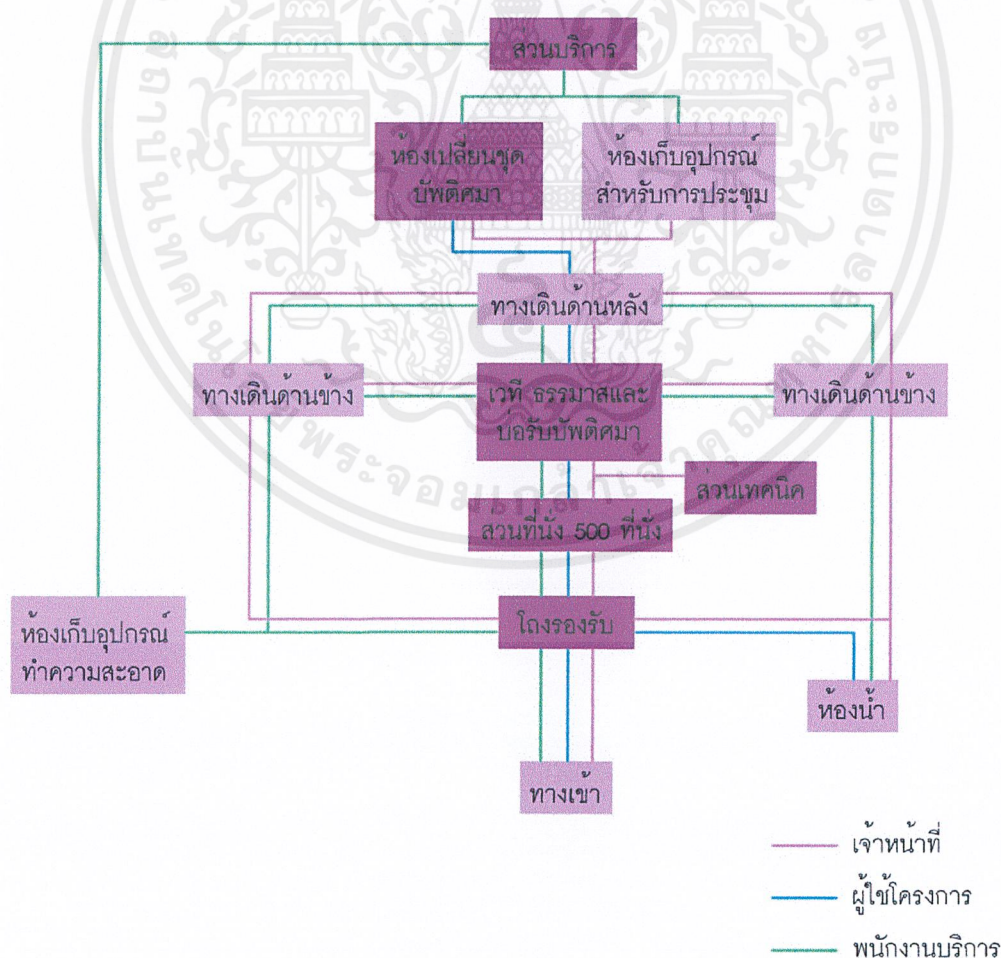 ส่วนบริการ
ห้องเปลี่ยนชุด
บัพติศมา
ห้องเก็บอุปกรณ์
สำหรับการประชุม
ทางเดินด้านหลัง
ทางเดินด้านข้าง
เวที ธรรมาสและ
บ่อรับบัพติศมา
ทางเดินด้านข้าง
ส่วนเทคนิค
ส่วนที่นั่ง 500 ที่นั่ง
ห้องเก็บอุปกรณ์
ทำความสะอาด
โถงรองรับ
ห้องน้ำ
ทางเข้า
เจ้าหน้าที่
ผู้ใช้โครงการ
พนักงานบริการ